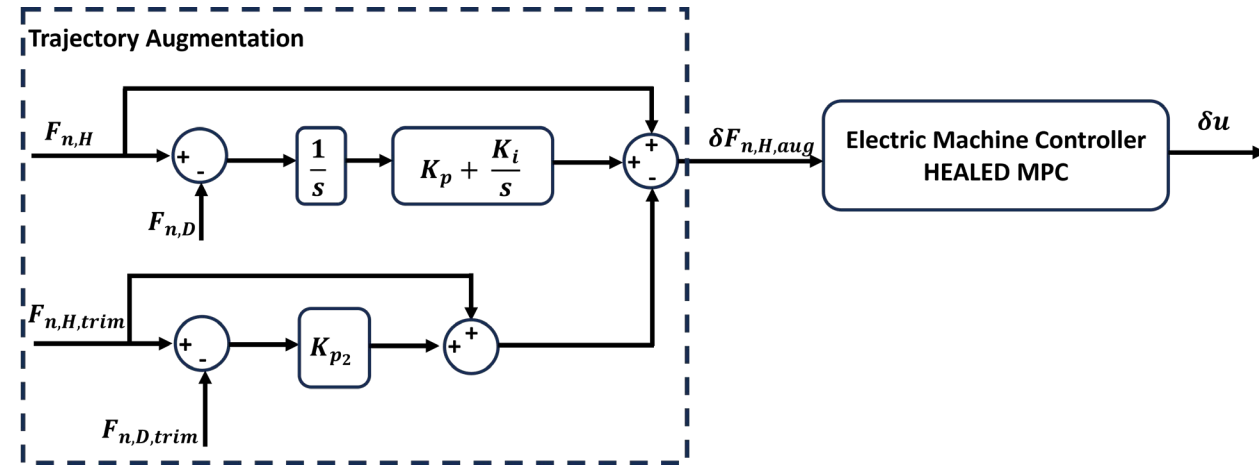 Trajectory Augmentation
F_{n,H}
+
-
F_{n,D}
1/s
K_p + K_i/s
+
+
-
δF_{n,H,aug}
Electric Machine Controller
HEALED MPC
δu
F_{n,H,trim}
+
-
F_{n,D,trim}
K_{p_2}
+
+